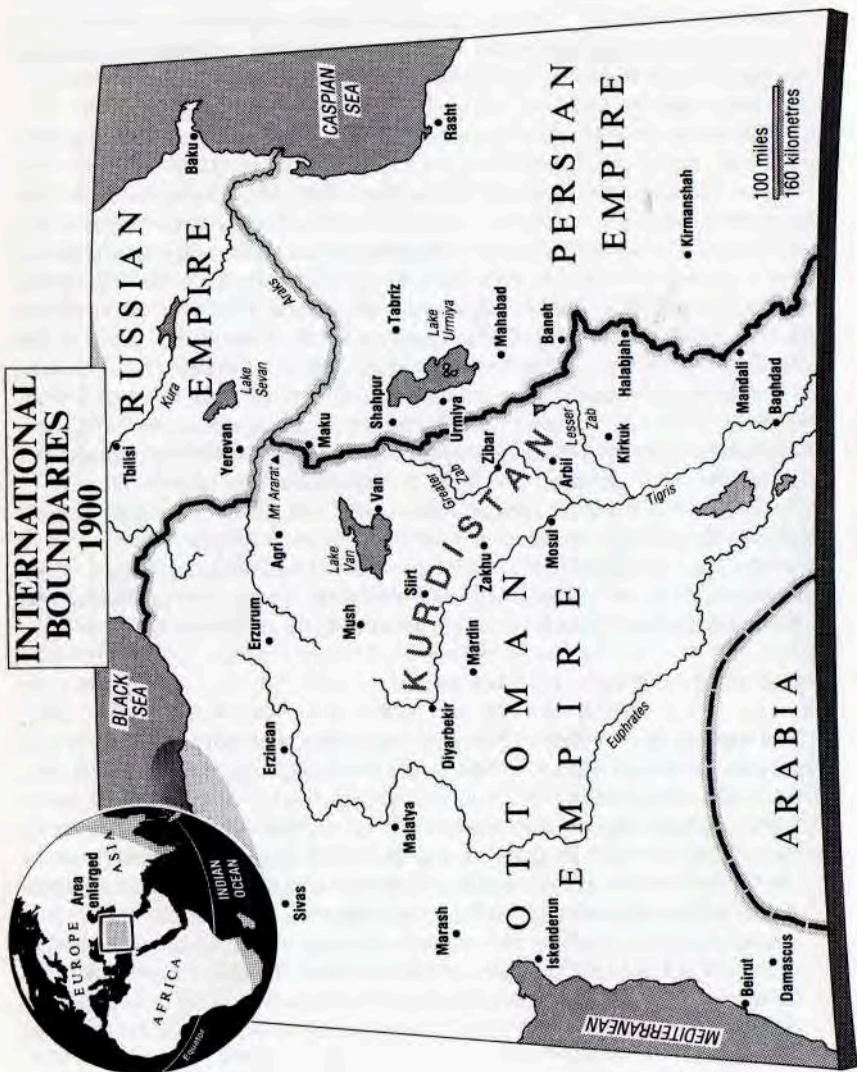 INTERNATIONAL
BOUNDARIES
1900
EUROPE
ASIA
Area
enlarged
AFRICA
INDIAN
OCEAN
Equator
BLACK
SEA
RUSSIAN
EMPIRE
CASPIAN
SEA
Tbilisi
Kura
Baku
Lake
Sevan
Yerevan
Araks
Rasht
Mt Ararat
Maku
Erzurum
Agri
Erzincan
Sivas
Mush
Lake
Van
Van
Shahpur
Tabriz
Lake
Urmiya
Urmiya
Mahabad
Malatya
Diyarbekir
Siirt
KURDISTAN
Greater
Zab
Zibar
Lesser
Zab
Baneh
PERSIAN
EMPIRE
Marash
Mardin
Zakhu
Mosul
Arbil
Kirkuk
Halabjah
Kirmanshah
OTTOMAN
EMPIRE
Iskenderun
Euphrates
Tigris
Mandali
Baghdad
MEDITERRANEAN
Beirut
Damascus
ARABIA
100 miles
160 kilometres